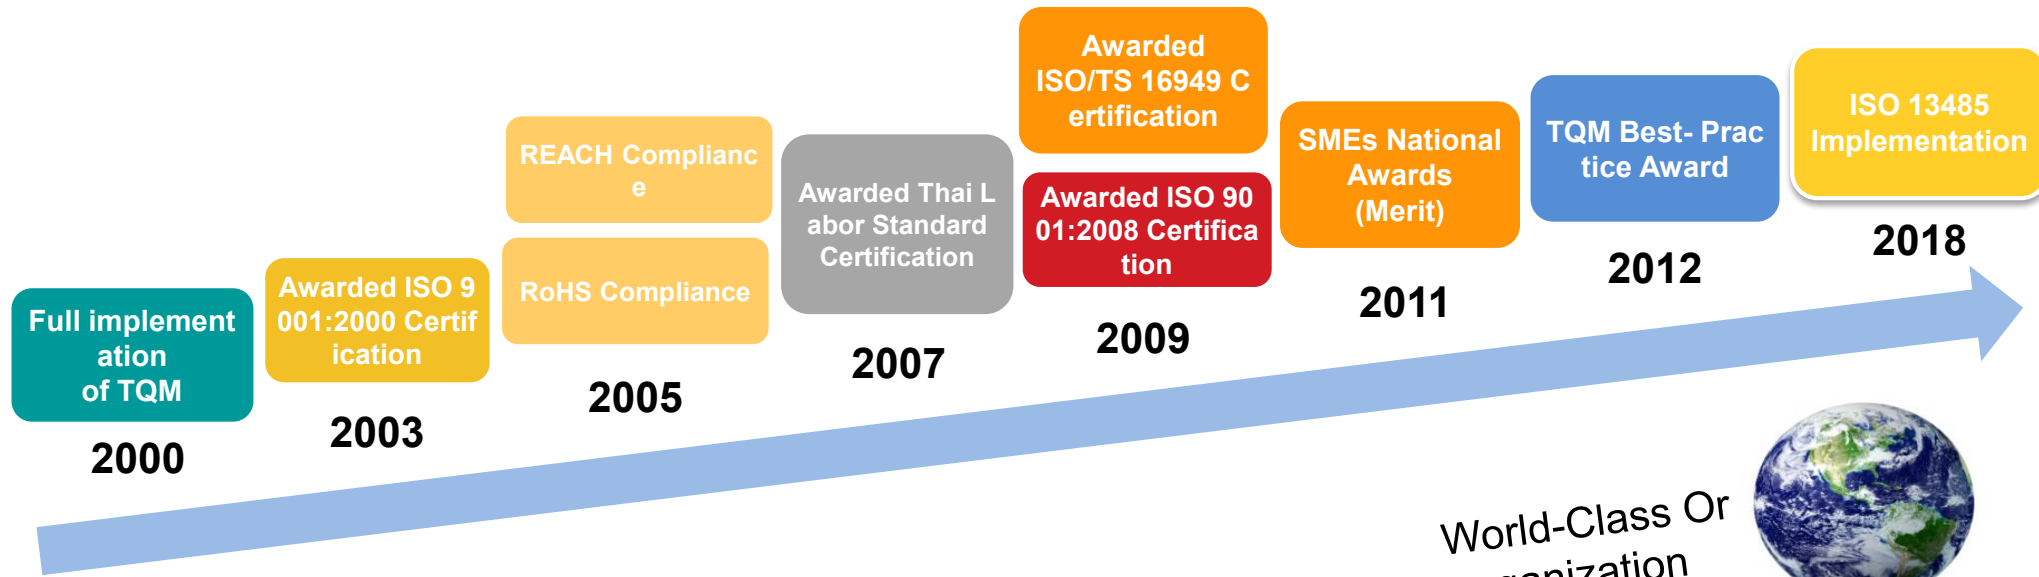 Full implement
ation
of TQM
2000
Awarded ISO 9
001:2000 Certif
ication
2003
REACH Complianc
e
RoHS Compliance
2005
Awarded Thai L
abor Standard
Certification
2007
Awarded
ISO/TS 16949 C
ertification
Awarded ISO 90
01:2008 Certifica
tion
2009
SMEs National
Awards
(Merit)
2011
TQM Best- Prac
tice Award
2012
ISO 13485
Implementation
2018
World-Class Or
ganization